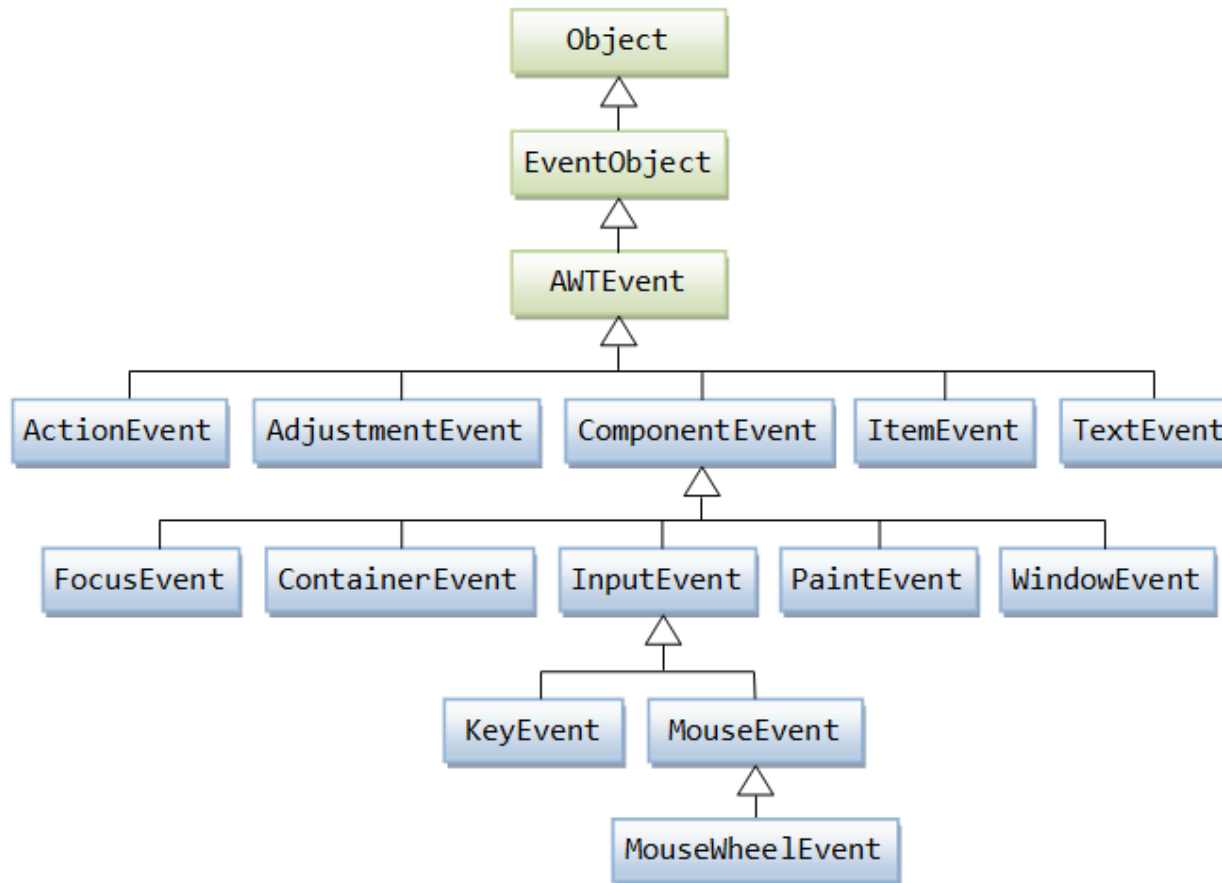 Object
EventObject
AWTEvent
ActionEvent AdjustmentEvent ComponentEvent ItemEvent TextEvent
FocusEvent ContainerEvent InputEvent PaintEvent WindowEvent
KeyEvent MouseEvent
MouseWheelEvent